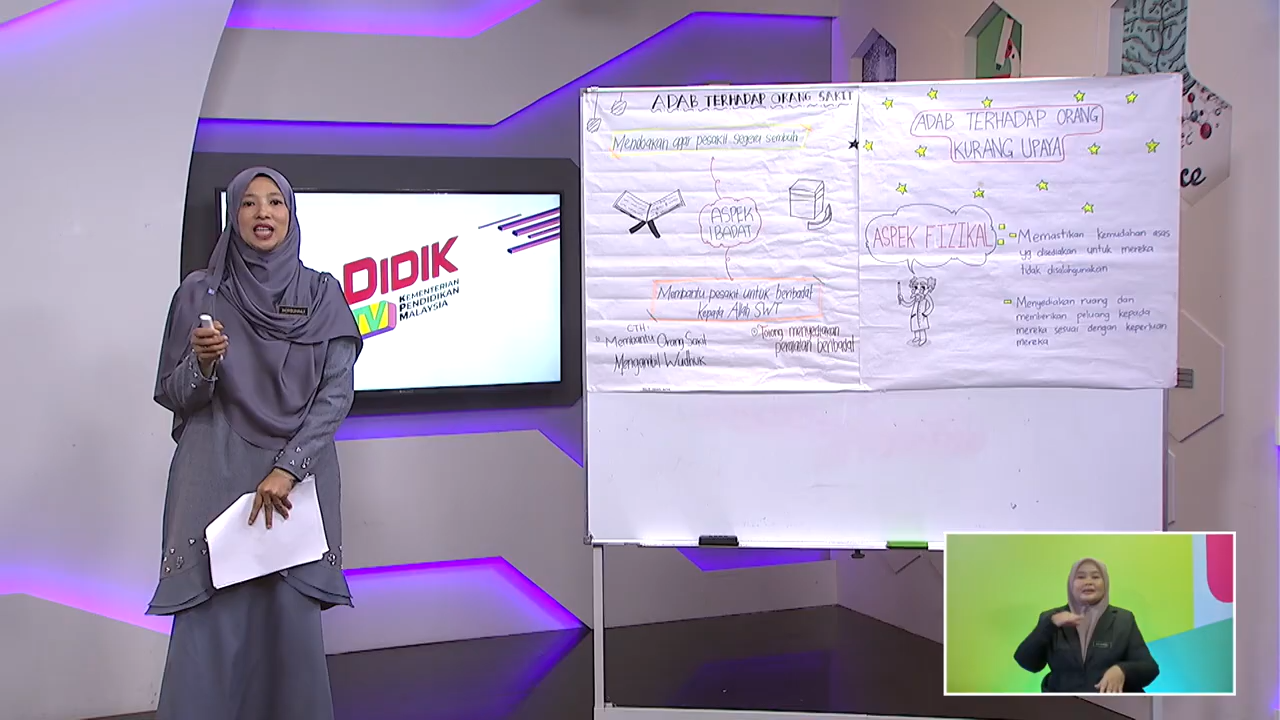 DIDIK
TV
KEMENTERIAN
PENDIDIKAN
MALAYSIA
ADAB TERHADAP ORANG SAKIT
Mendoakan agar pesakit segera sembuh
ASPEK
IBADAT
Membantu pesakit untuk beribadat
kepada Allah SWT
CTH:
Membantu Orang Sakit
Mengambil Wudhuk
Tolong menyediakan
peralatan beribadat
ADAB TERHADAP ORANG
KURANG UPAYA
ASPEK FIZIKAL
Memastikan kemudahan asas
yg disediakan untuk mereka
tidak disalahgunakan
Menyediakan ruang dan
memberikan peluang kepada
mereka sesuai dengan keperluan
mereka